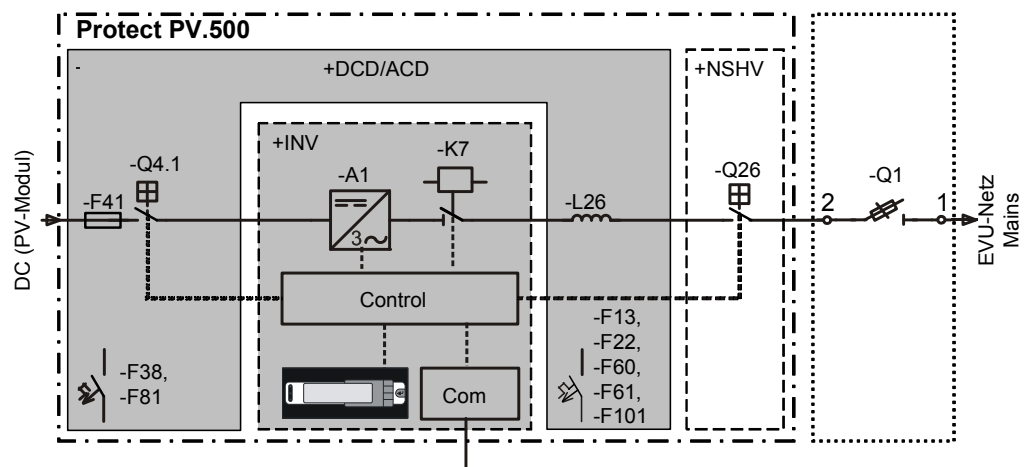 Protect PV.500
-
+DCD/ACD
+NSHV
+INV
-K7
-Q4.1
-A1
-Q26
-Q1
-F41
-L26
2
1
3
DC (PV-Modul)
EVU-Netz
Mains
Control
-F13,
-F22,
-F60,
-F61,
-F101
-F38,
-F81
Com